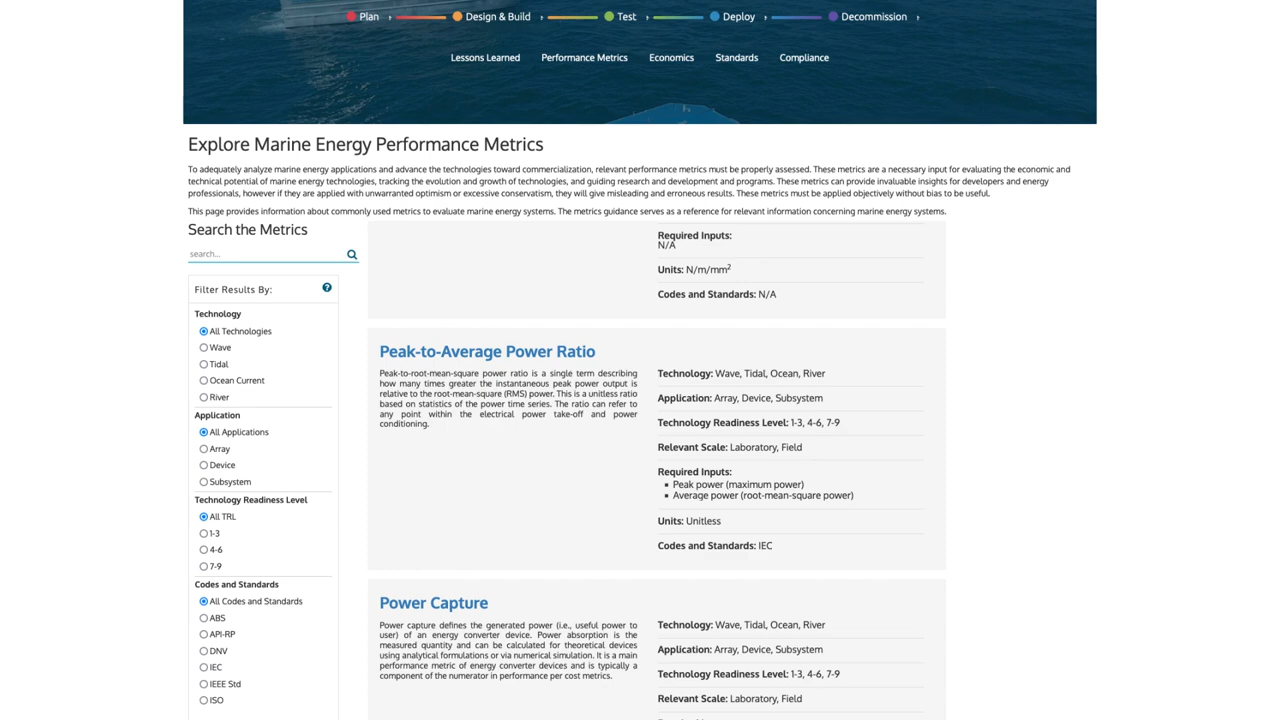 Plan
Design & Build
Test
Deploy
Decommission
Lessons Learned
Performance Metrics
Economics
Standards
Compliance
Explore Marine Energy Performance Metrics
To adequately analyze marine energy applications and advance the technologies toward commercialization, relevant performance metrics must be properly assessed. These metrics are a necessary input for evaluating the economic and
technical potential of marine energy technologies, tracking the evolution and growth of technologies, and guiding research and development and programs. These metrics can provide invaluable insights for developers and energy
professionals, however if they are applied with unwarranted optimism or excessive conservatism, they will give misleading and erroneous results. These metrics must be applied objectively without bias to be useful.
This page provides information about commonly used metrics to evaluate marine energy systems. The metrics guidance serves as a reference for relevant information concerning marine energy systems.
Search the Metrics
search...
Filter Results By:
?
Technology
All Technologies
Wave
Tidal
Ocean Current
River
Application
All Applications
Array
Device
Subsystem
Technology Readiness Level
All TRL
1-3
4-6
7-9
Codes and Standards
All Codes and Standards
ABS
API-RP
DNV
IEC
IEEE Std
ISO
Required Inputs:
N/A
Units: N/m/mm²
Codes and Standards: N/A
Peak-to-Average Power Ratio
Peak-to-root-mean-square power ratio is a single term describing
how many times greater the instantaneous peak power output is
relative to the root-mean-square (RMS) power. This is a unitless ratio
based on statistics of the power time series. The ratio can refer to
any point within the electrical power take-off and power
conditioning.
Technology: Wave, Tidal, Ocean, River
Application: Array, Device, Subsystem
Technology Readiness Level: 1-3, 4-6, 7-9
Relevant Scale: Laboratory, Field
Required Inputs:
▪ Peak power (maximum power)
▪ Average power (root-mean-square power)
Units: Unitless
Codes and Standards: IEC
Power Capture
Power capture defines the generated power (i.e., useful power to
user) of an energy converter device. Power absorption is the
measured quantity and can be calculated for theoretical devices
using analytical formulations or via numerical simulation. It is a main
performance metric of energy converter devices and is typically a
component of the numerator in performance per cost metrics.
Technology: Wave, Tidal, Ocean, River
Application: Array, Device, Subsystem
Technology Readiness Level: 1-3, 4-6, 7-9
Relevant Scale: Laboratory, Field